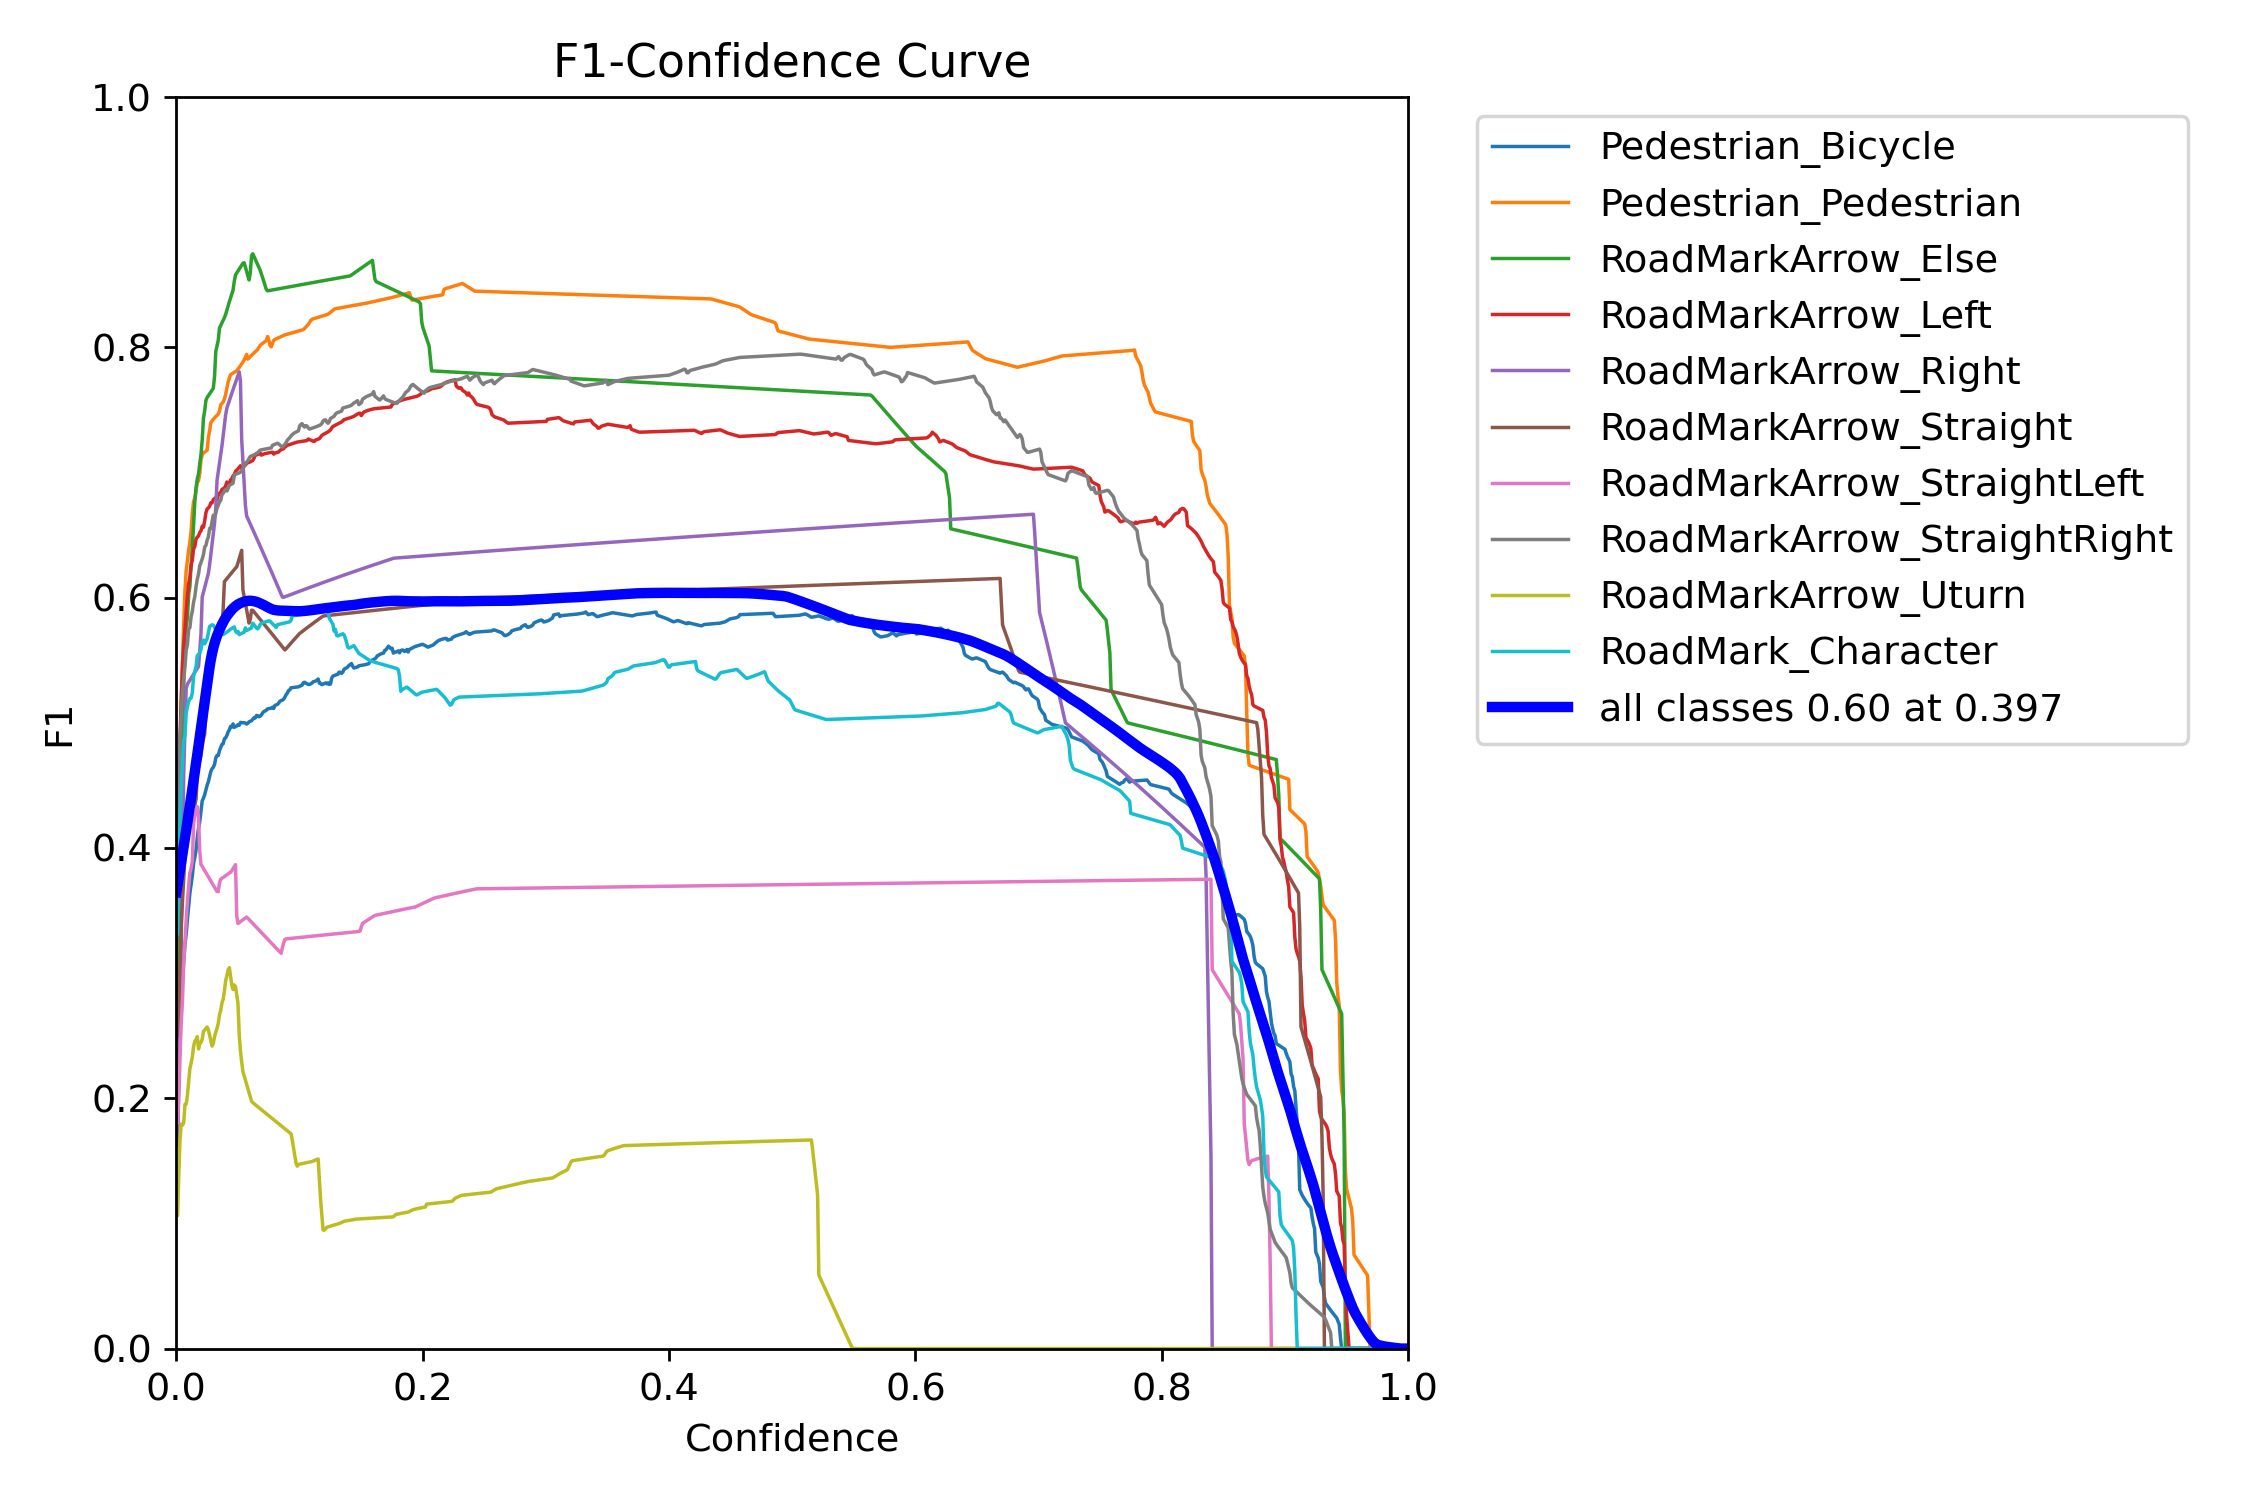 F1-Confidence Curve
1.0
0.8
0.6
0.4
0.2
0.0
F1
0.0 0.2 0.4 0.6 0.8 1.0
Confidence
Pedestrian_Bicycle
Pedestrian_Pedestrian
RoadMarkArrow_Else
RoadMarkArrow_Left
RoadMarkArrow_Right
RoadMarkArrow_Straight
RoadMarkArrow_StraightLeft
RoadMarkArrow_StraightRight
RoadMarkArrow_Uturn
RoadMark_Character
all classes 0.60 at 0.397